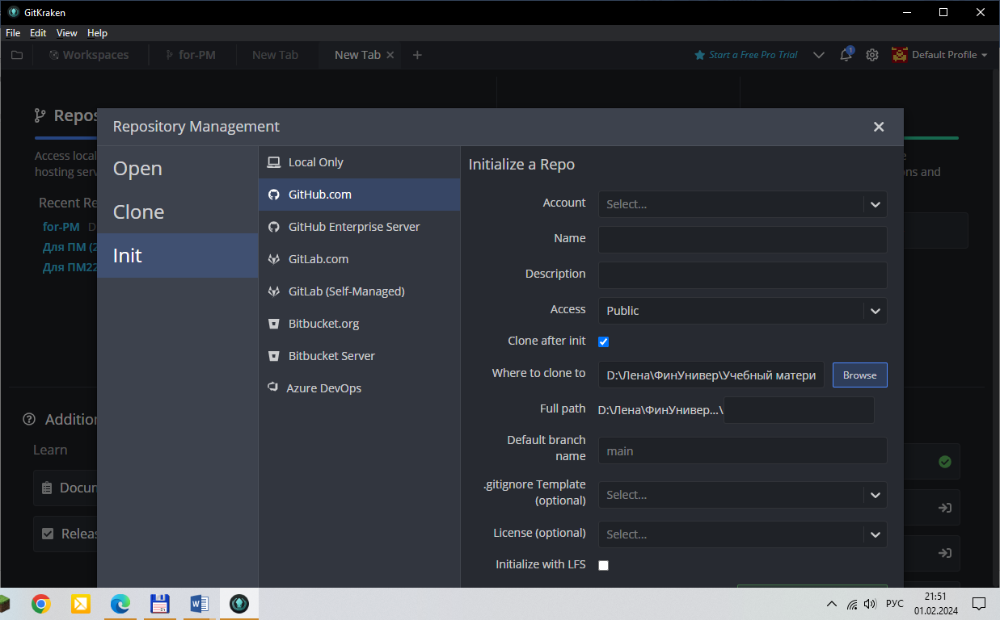 GitKraken
File Edit View Help
Workspaces for-PM New Tab New Tab Start a Free Pro Trial 1 Default Profile
Repos
Repository Management
Access local
hosting serv
ons and
Recent Re
for-PM D
Для ПМ (2
Для ПМ22
Addition
Learn
Docum
Releas
Open
Clone
Init
Local Only
GitHub.com
GitHub Enterprise Server
GitLab.com
GitLab (Self-Managed)
Bitbucket.org
Bitbucket Server
Azure DevOps
Initialize a Repo
Account Select...
Name
Description
Access Public
Clone after init
Where to clone to D:\Лена\ФинУнивер\Учебный матери Browse
Full path D:\Лена\ФинУнивер...\
Default branch
name main
.gitignore Template
(optional) Select...
License (optional) Select...
Initialize with LFS
РУС 21:51
01.02.2024